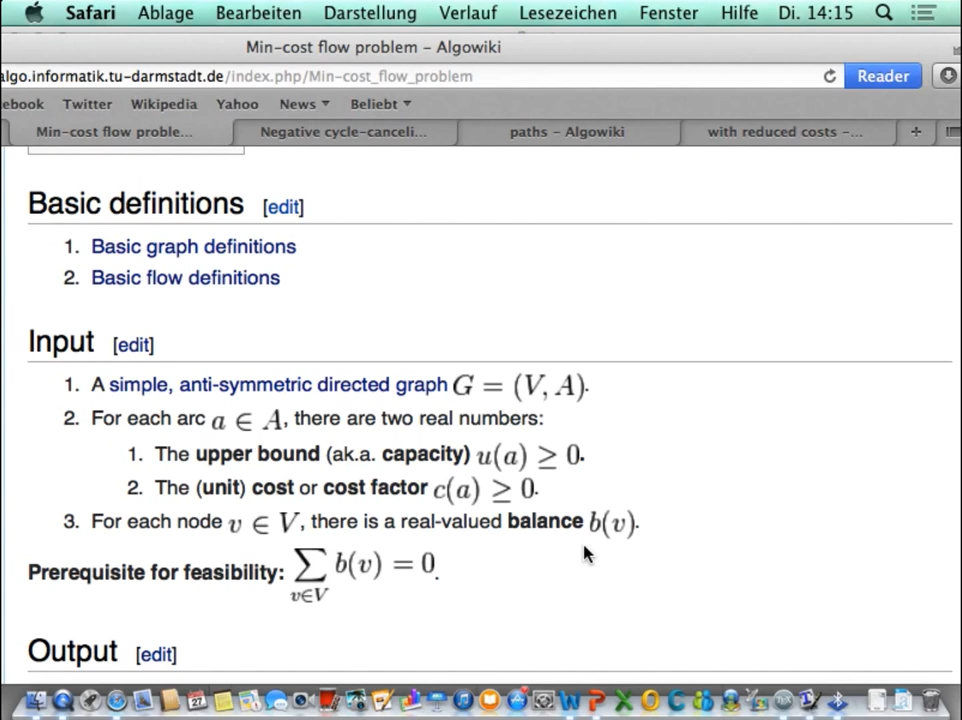 Safari Ablage Bearbeiten Darstellung Verlauf Lesezeichen Fenster Hilfe Di. 14:15
Min-cost flow problem – Algowiki
algo.informatik.tu-darmstadt.de/index.php/Min-cost_flow_problem Reader
ebook Twitter Wikipedia Yahoo News ▼ Beliebt ▼
Min-cost flow proble... Negative cycle-canceli... paths – Algowiki with reduced costs –... +
Basic definitions [edit]
1. Basic graph definitions
2. Basic flow definitions
Input [edit]
1. A simple, anti-symmetric directed graph G = (V, A).
2. For each arc a ∈ A, there are two real numbers:
1. The upper bound (ak.a. capacity) u(a) ≥ 0.
2. The (unit) cost or cost factor c(a) ≥ 0.
3. For each node v ∈ V, there is a real-valued balance b(v).
Prerequisite for feasibility: ∑_{v∈V} b(v) = 0.
Output [edit]